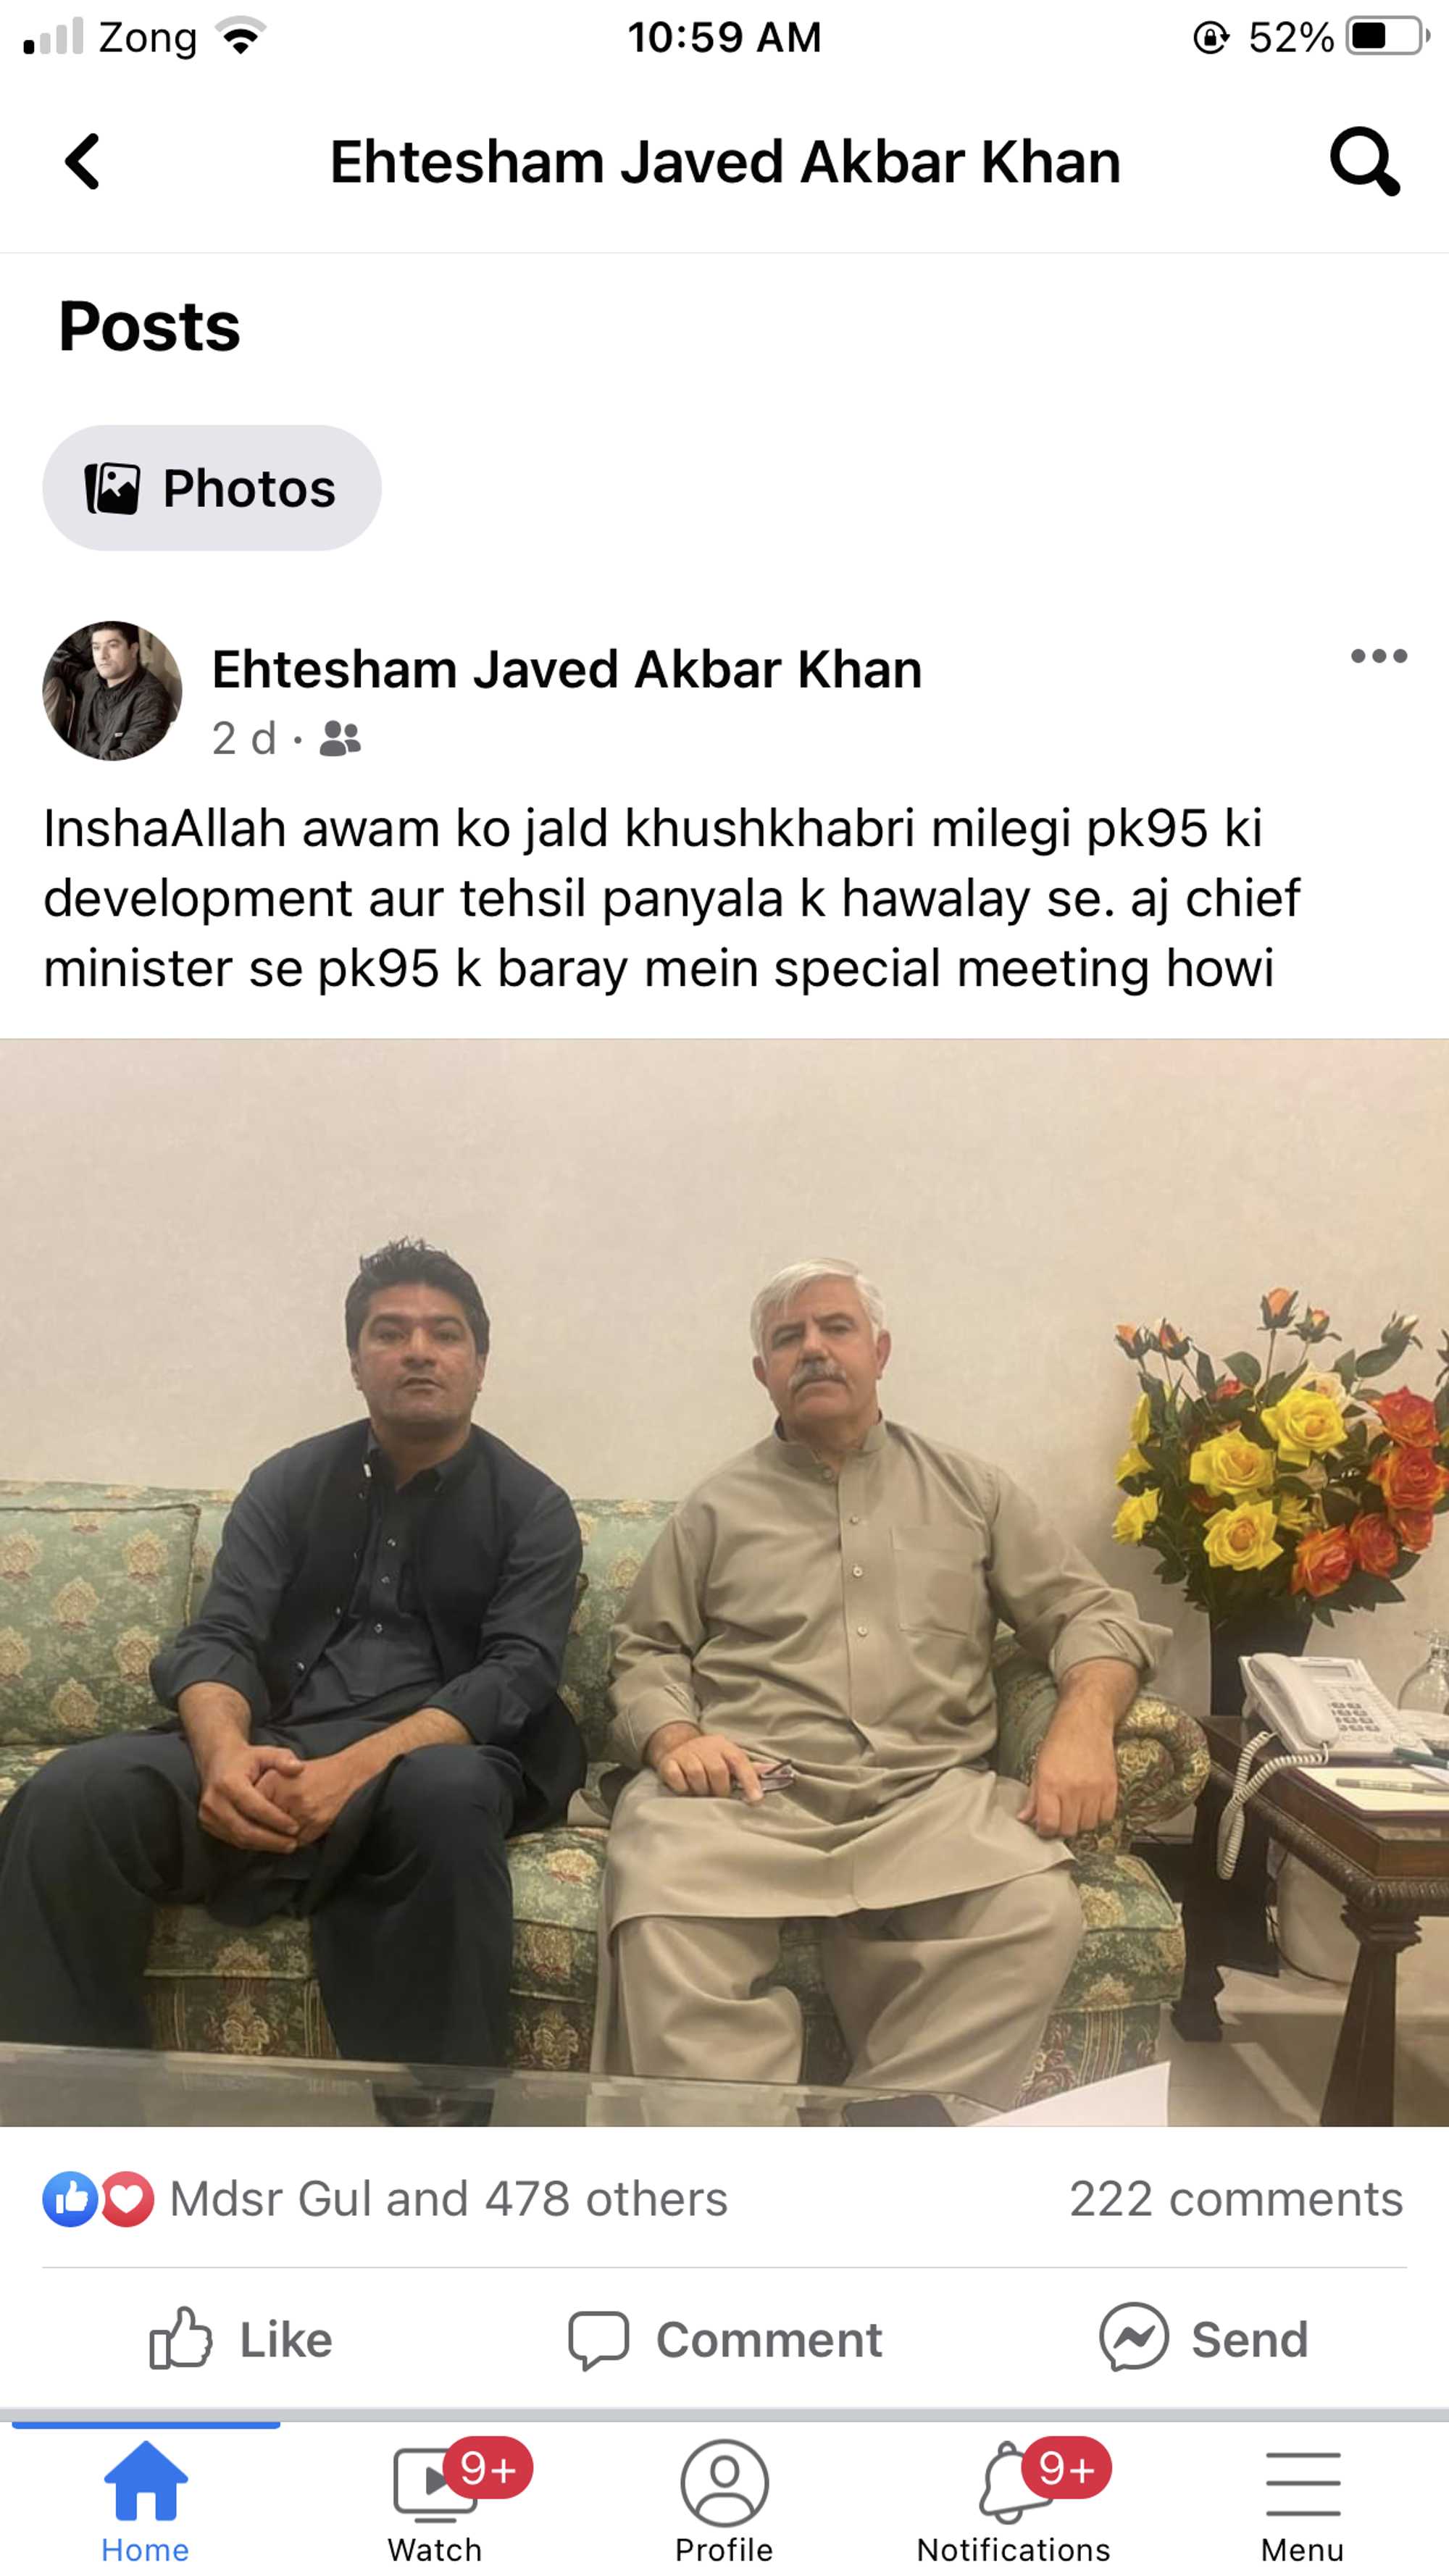 Zong 10:59 AM 52%
Ehtesham Javed Akbar Khan
Posts
Photos
Ehtesham Javed Akbar Khan
2 d ·
InshaAllah awam ko jald khushkhabri milegi pk95 ki
development aur tehsil panyala k hawalay se. aj chief
minister se pk95 k baray mein special meeting howi
Mdsr Gul and 478 others 222 comments
Like Comment Send
9+ 9+
Home Watch Profile Notifications Menu